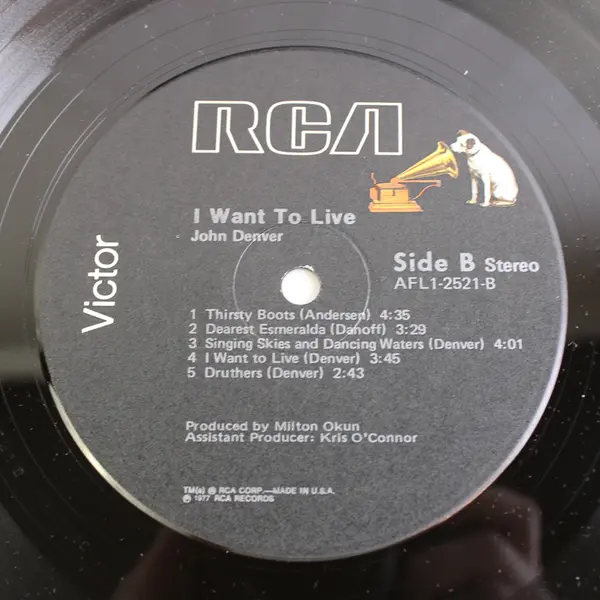 RCA
Victor
I Want To Live
John Denver
Side B Stereo
AFL1-2521-B
1 Thirsty Boots (Andersen) 4:35
2 Dearest Esmeralda (Danoff) 3:29
3 Singing Skies and Dancing Waters (Denver) 4:01
4 I Want to Live (Denver) 3:45
5 Druthers (Denver) 2:43
Produced by Milton Okun
Assistant Producer: Kris O'Connor
TM(s) ® RCA CORP.—MADE IN U.S.A.
℗ 1977 RCA RECORDS